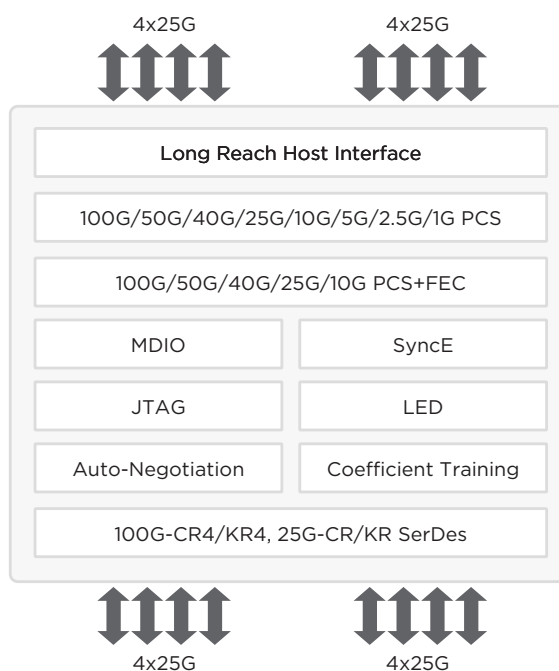 4x25G 4x25G
Long Reach Host Interface
100G/50G/40G/25G/10G/5G/2.5G/1G PCS
100G/50G/40G/25G/10G PCS+FEC
MDIO SyncE
JTAG LED
Auto-Negotiation Coefficient Training
100G-CR4/KR4, 25G-CR/KR SerDes
4x25G 4x25G